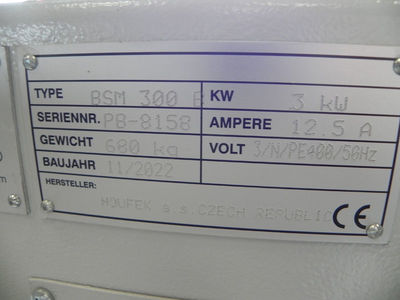 TYPE BSM 300 B KW 3 kW
SERIENNR. PB-8158 AMPERE 12.5 A
GEWICHT 680 kg VOLT 3/N/PE400/50Hz
BAUJAHR 11/2022
HERSTELLER:
HOUFEK a.s. CZECH REPUBLIC CE